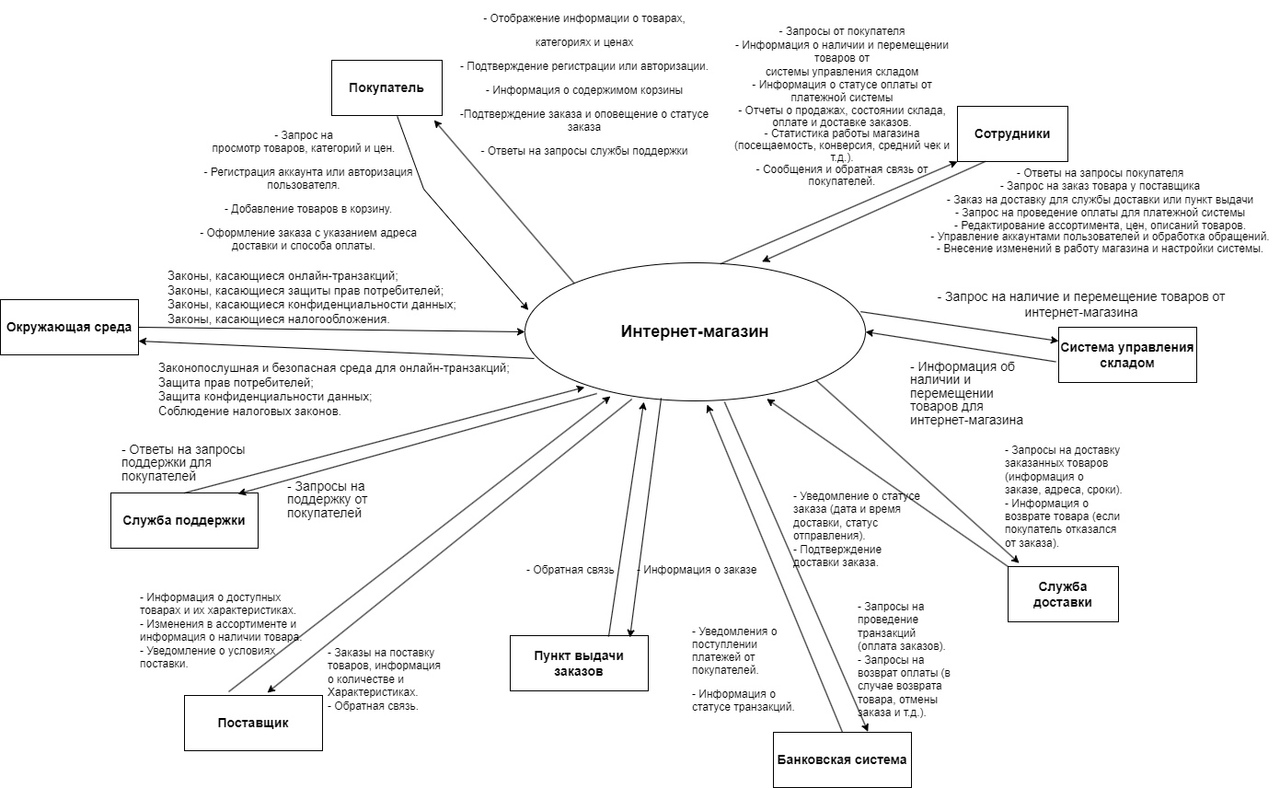 - Отображение информации о товарах,
категориях и ценах
- Подтверждение регистрации или авторизации.
- Информация о содержимом корзины
-Подтверждение заказа и оповещение о статусе
заказа
- Ответы на запросы службы поддержки
- Запросы от покупателя
- Информация о наличии и перемещении
товаров от
системы управления складом
- Информация о статусе оплаты от
платежной системы
- Отчеты о продажах, состоянии склада,
оплате и доставке заказов.
- Статистика работы магазина
(посещаемость, конверсия, средний чек и
т.д.).
- Сообщения и обратная связь от
покупателей.
Покупатель
Сотрудники
- Запрос на
просмотр товаров, категорий и цен.
- Регистрация аккаунта или авторизация
пользователя.
- Добавление товаров в корзину.
- Оформление заказа с указанием адреса
доставки и способа оплаты.
- Ответы на запросы покупателя
- Запрос на заказ товара у поставщика
- Заказ на доставку для службы доставки или пункт выдачи
- Запрос на проведение оплаты для платежной системы
- Редактирование ассортимента, цен, описаний товаров.
- Управление аккаунтами пользователей и обработка обращений.
- Внесение изменений в работу магазина и настройки системы.
Законы, касающиеся онлайн-транзакций;
Законы, касающиеся защиты прав потребителей;
Законы, касающиеся конфиденциальности данных;
Законы, касающиеся налогообложения.
Окружающая среда
Интернет-магазин
- Запрос на наличие и перемещение товаров от
интернет-магазина
Система управления
складом
Законопослушная и безопасная среда для онлайн-транзакций;
Защита прав потребителей;
Защита конфиденциальности данных;
Соблюдение налоговых законов.
- Информация об
наличии и
перемещении
товаров для
интернет-магазина
- Ответы на запросы
поддержки для
покупателей
- Запросы на
поддержку от
покупателей
Служба поддержки
- Уведомление о статусе
заказа (дата и время
доставки, статус
отправления).
- Подтверждение
доставки заказа.
- Запросы на доставку
заказанных товаров
(информация о
заказе, адреса, сроки).
- Информация о
возврате товара (если
покупатель отказался
от заказа).
Служба
доставки
- Обратная связь
- Информация о заказе
- Информация о доступных
товарах и их характеристиках.
- Изменения в ассортименте и
информация о наличии товара.
- Уведомление о условиях
поставки.
- Заказы на поставку
товаров, информация
о количестве и
Характеристиках.
- Обратная связь.
Поставщик
Пункт выдачи
заказов
- Уведомления о
поступлении
платежей от
покупателей.
- Информация о
статусе транзакций.
- Запросы на
проведение
транзакций
(оплата заказов).
- Запросы на
возврат оплаты (в
случае возврата
товара, отмены
заказа и т.д.).
Банковская система